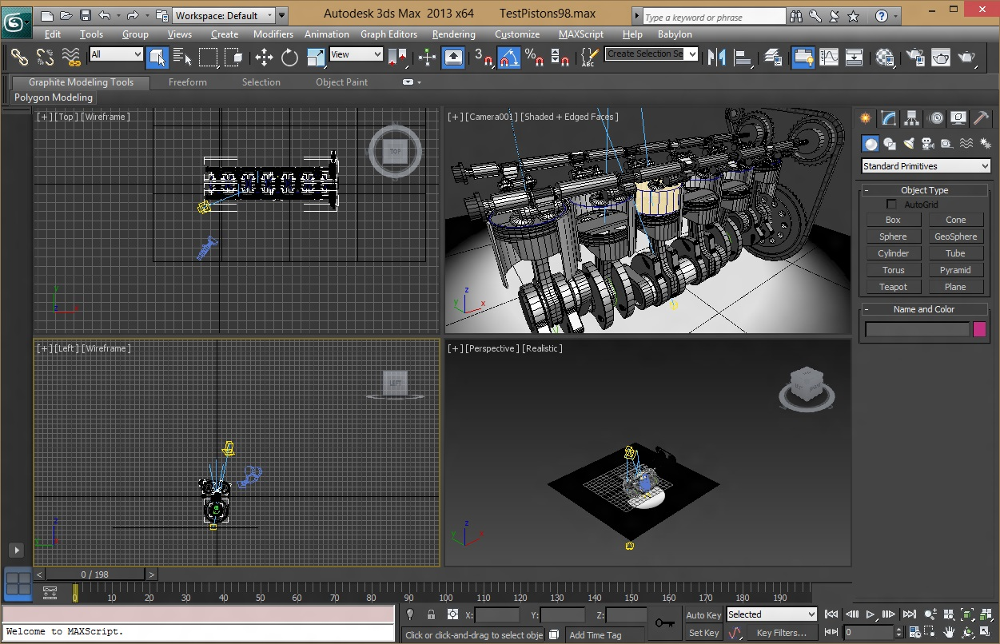 Workspace: Default
Autodesk 3ds Max 2013 x64 TestPistons98.max
Type a keyword or phrase
Edit Tools Group Views Create Modifiers Animation Graph Editors Rendering Customize MAXScript Help Babylon
All
View
3
%
ABC
Create Selection Se
Graphite Modeling Tools Freeform Selection Object Paint
Polygon Modeling
[+] [Top] [Wireframe]
TOP
[+] [Camera001] [Shaded + Edged Faces]
Standard Primitives
- Object Type
AutoGrid
Box Cone
Sphere GeoSphere
Cylinder Tube
Torus Pyramid
Teapot Plane
- Name and Color
y
z
x
y
[+] [Left] [Wireframe]
LEFT
[+] [Perspective] [Realistic]
z
y
z
y
x
< 0 / 198 >
0 10 20 30 40 50 60 70 80 90 100 110 120 130 140 150 160 170 180 190
X: Y: Z:
Auto Key Selected
Welcome to MAXScript.
Click or click-and-drag to select obje
Add Time Tag
Set Key Key Filters...
0